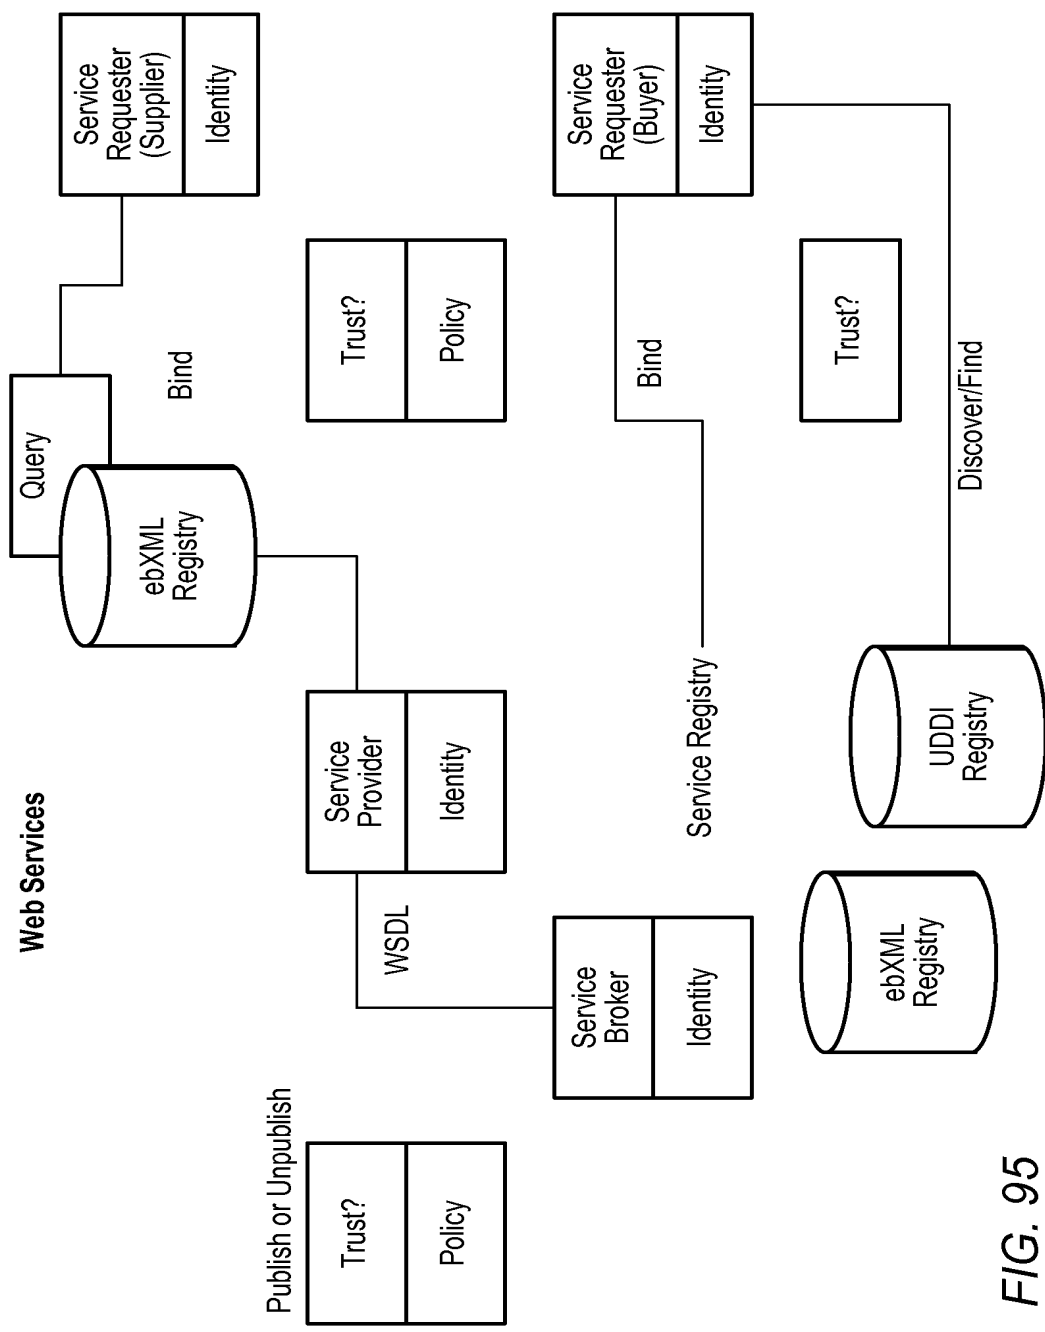 Web Services
Query
Service
Requester
(Supplier)
Identity
ebXML
Registry
Bind
Publish or Unpublish
Trust?
Policy
Service
Provider
Identity
WSDL
Trust?
Policy
Service
Broker
Identity
Service Registry
Bind
Service
Requester
(Buyer)
Identity
ebXML
Registry
UDDI
Registry
Trust?
Discover/Find
FIG. 95